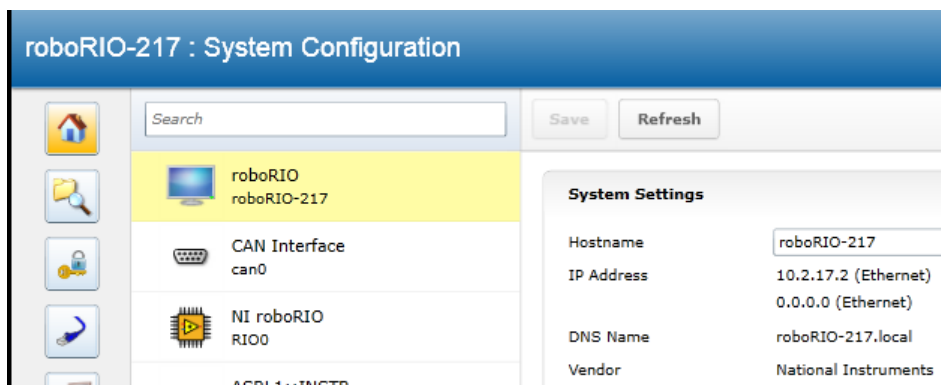 roboRIO-217 : System Configuration
Search
Save
Refresh
roboRIO
roboRIO-217
CAN Interface
can0
NI roboRIO
RIO0
System Settings
Hostname
roboRIO-217
IP Address
10.2.17.2 (Ethernet)
0.0.0.0 (Ethernet)
DNS Name
roboRIO-217.local
Vendor
National Instruments